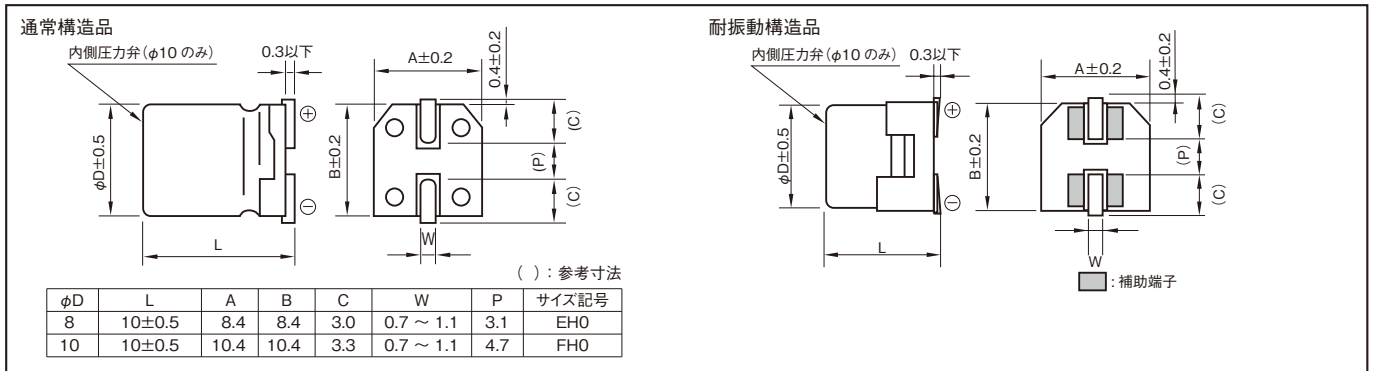 通常構造品
内側圧力弁(φ10 のみ)
0.3以下
A±0.2
0.4±0.2
φD±0.5
B±0.2
⊕
⊖
(C)
(P)
(C)
L
W
( ):参考寸法
φD L A B C W P サイズ記号
8 10±0.5 8.4 8.4 3.0 0.7 ～ 1.1 3.1 EH0
10 10±0.5 10.4 10.4 3.3 0.7 ～ 1.1 4.7 FH0
耐振動構造品
内側圧力弁(φ10 のみ)
0.3以下
A±0.2
0.4±0.2
φD±0.5
B±0.2
⊕
⊖
(C)
(P)
(C)
L
W
:補助端子